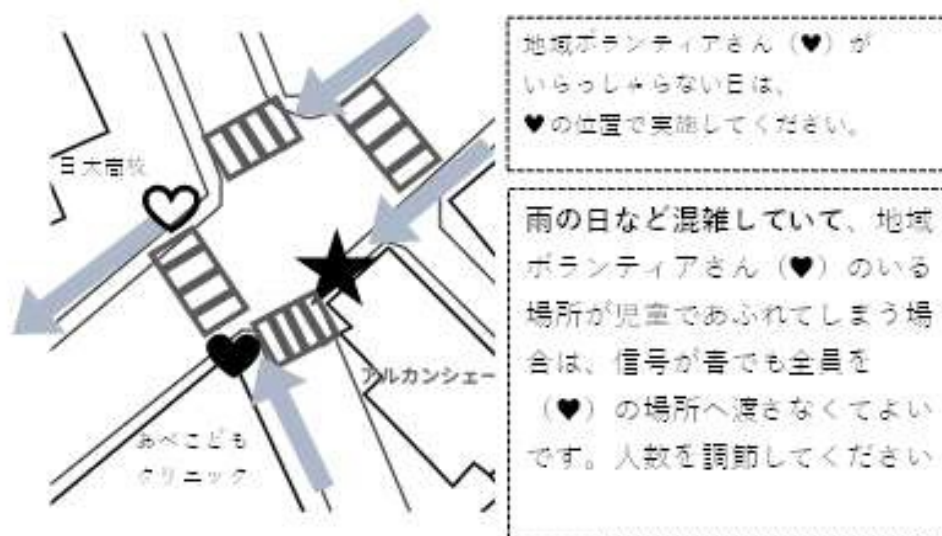 日大高校
アルカンシェー
あべこども
クリニック
地域ボランティアさん（♥）が
いらっしゃらない日は、
♥の位置で実施してください。
雨の日など混雑していて、地域
ボランティアさん（♥）のいる
場所が児童であふれてしまう場
合は、信号が青でも全員を
（♥）の場所へ渡さなくてよい
です。人数を調節してください